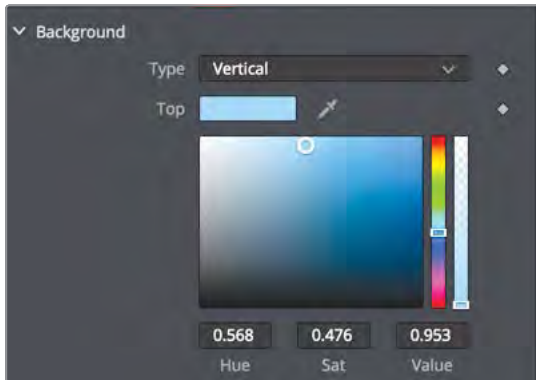 Background
Type Vertical
Top
0.568 0.476 0.953
Hue Sat Value